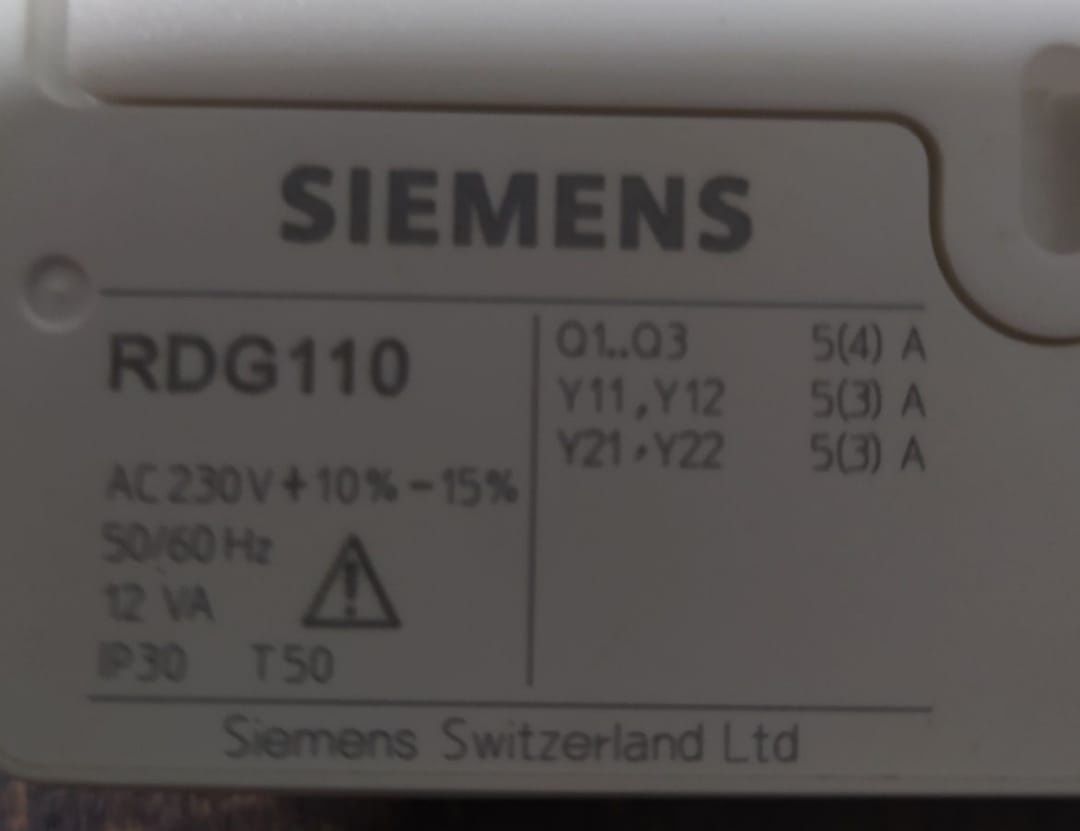 SIEMENS
RDG110
AC 230V +10% -15%
50/60 Hz
12 VA
IP30 T50
Q1..Q3 5(4) A
Y11,Y12 5(3) A
Y21,Y22 5(3) A
Siemens Switzerland Ltd